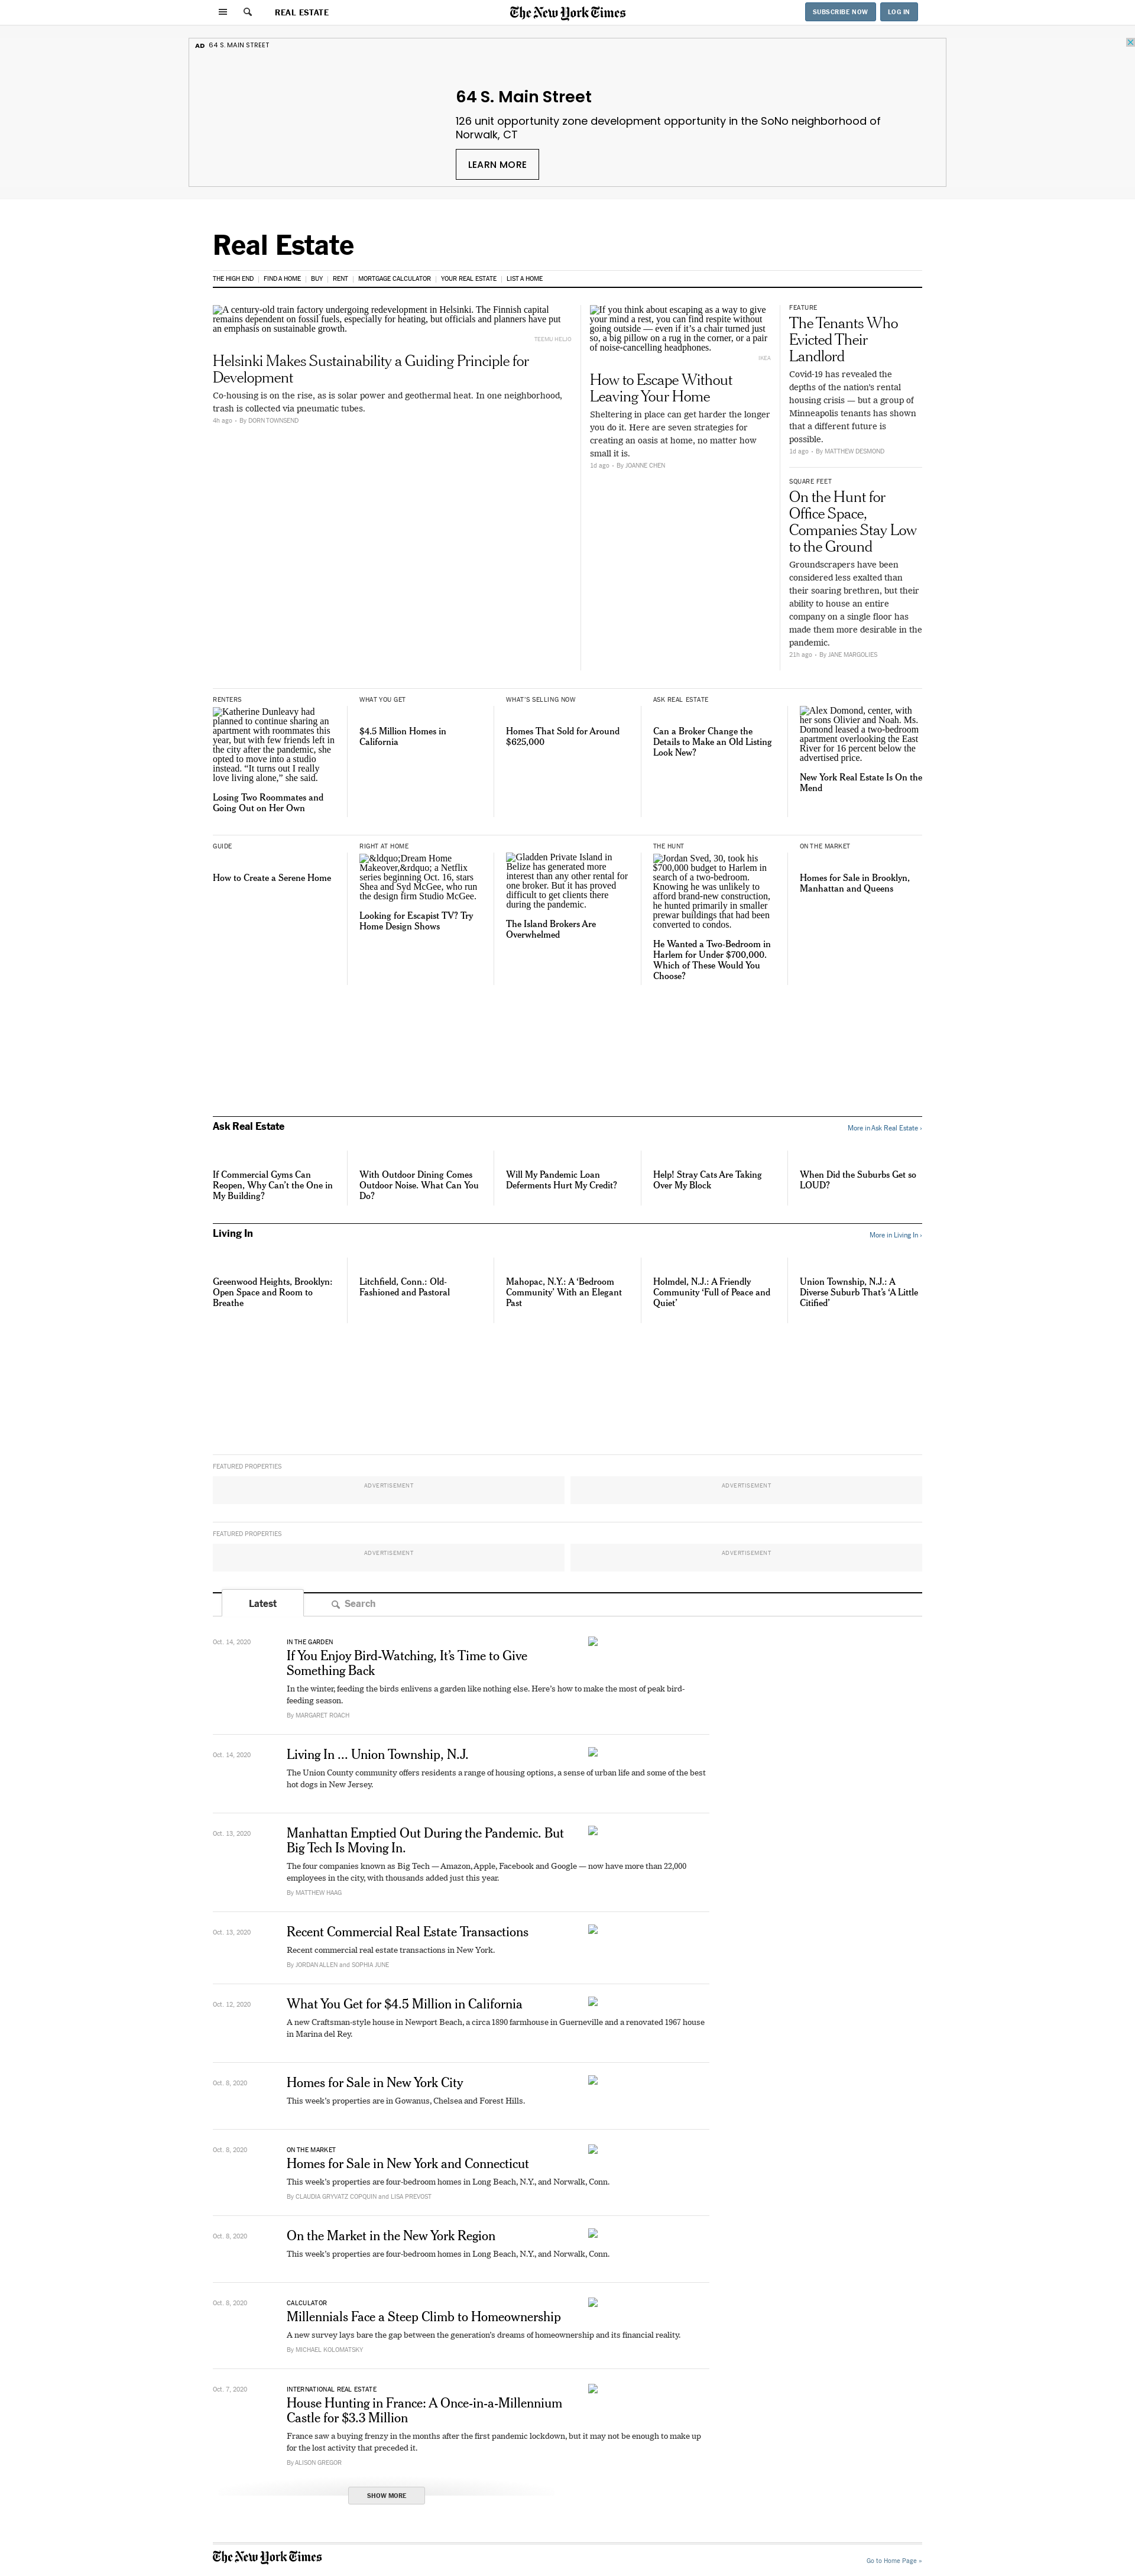 REAL ESTATE
The New York Times
SUBSCRIBE NOW
LOG IN
AD 64 S. MAIN STREET
64 S. Main Street
126 unit opportunity zone development opportunity in the SoNo neighborhood of
Norwalk, CT
LEARN MORE
Real Estate
THE HIGH END | FIND A HOME | BUY | RENT | MORTGAGE CALCULATOR | YOUR REAL ESTATE | LIST A HOME
A century-old train factory undergoing redevelopment in Helsinki. The Finnish capital
remains dependent on fossil fuels, especially for heating, but officials and planners have put
an emphasis on sustainable growth.
TEEMU HELJO
Helsinki Makes Sustainability a Guiding Principle for
Development
Co-housing is on the rise, as is solar power and geothermal heat. In one neighborhood,
trash is collected via pneumatic tubes.
4h ago - By DORN TOWNSEND
If you think about escaping as a way to give
your mind a rest, you can find respite without
going outside — even if it’s a chair turned just
so, a big pillow on a rug in the corner, or a pair
of noise-cancelling headphones.
IKEA
How to Escape Without
Leaving Your Home
Sheltering in place can get harder the longer
you do it. Here are seven strategies for
creating an oasis at home, no matter how
small it is.
1d ago - By JOANNE CHEN
FEATURE
The Tenants Who
Evicted Their
Landlord
Covid-19 has revealed the
depths of the nation’s rental
housing crisis — but a group of
Minneapolis tenants has shown
that a different future is
possible.
1d ago - By MATTHEW DESMOND
SQUARE FEET
On the Hunt for
Office Space,
Companies Stay Low
to the Ground
Groundscrapers have been
considered less exalted than
their soaring brethren, but their
ability to house an entire
company on a single floor has
made them more desirable in the
pandemic.
21h ago - By JANE MARGOLIES
RENTERS
Katherine Dunleavy had
planned to continue sharing an
apartment with roommates this
year, but with few friends left in
the city after the pandemic, she
opted to move into a studio
instead. “It turns out I really
love living alone,” she said.
Losing Two Roommates and
Going Out on Her Own
WHAT YOU GET
$4.5 Million Homes in
California
WHAT’S SELLING NOW
Homes That Sold for Around
$625,000
ASK REAL ESTATE
Can a Broker Change the
Details to Make an Old Listing
Look New?
Alex Domond, center, with
her sons Olivier and Noah. Ms.
Domond leased a two-bedroom
apartment overlooking the East
River for 16 percent below the
advertised price.
New York Real Estate Is On the
Mend
GUIDE
How to Create a Serene Home
RIGHT AT HOME
&ldquo;Dream Home
Makeover,&rdquo; a Netflix
series beginning Oct. 16, stars
Shea and Syd McGee, who run
the design firm Studio McGee.
Looking for Escapist TV? Try
Home Design Shows
Gladden Private Island in
Belize has generated more
interest than any other rental for
one broker. But it has proved
difficult to get clients there
during the pandemic.
The Island Brokers Are
Overwhelmed
THE HUNT
Jordan Sved, 30, took his
$700,000 budget to Harlem in
search of a two-bedroom.
Knowing he was unlikely to
afford brand-new construction,
he hunted primarily in smaller
prewar buildings that had been
converted to condos.
He Wanted a Two-Bedroom in
Harlem for Under $700,000.
Which of These Would You
Choose?
ON THE MARKET
Homes for Sale in Brooklyn,
Manhattan and Queens
Ask Real Estate
More in Ask Real Estate ›
If Commercial Gyms Can
Reopen, Why Can’t the One in
My Building?
With Outdoor Dining Comes
Outdoor Noise. What Can You
Do?
Will My Pandemic Loan
Deferments Hurt My Credit?
Help! Stray Cats Are Taking
Over My Block
When Did the Suburbs Get so
LOUD?
Living In
More in Living In ›
Greenwood Heights, Brooklyn:
Open Space and Room to
Breathe
Litchfield, Conn.: Old-
Fashioned and Pastoral
Mahopac, N.Y.: A ‘Bedroom
Community’ With an Elegant
Past
Holmdel, N.J.: A Friendly
Community ‘Full of Peace and
Quiet’
Union Township, N.J.: A
Diverse Suburb That’s ‘A Little
Citified’
FEATURED PROPERTIES
ADVERTISEMENT
ADVERTISEMENT
FEATURED PROPERTIES
ADVERTISEMENT
ADVERTISEMENT
Latest
Search
Oct. 14, 2020
IN THE GARDEN
If You Enjoy Bird-Watching, It’s Time to Give
Something Back
In the winter, feeding the birds enlivens a garden like nothing else. Here’s how to make the most of peak bird-
feeding season.
By MARGARET ROACH
Oct. 14, 2020
Living In ... Union Township, N.J.
The Union County community offers residents a range of housing options, a sense of urban life and some of the best
hot dogs in New Jersey.
Oct. 13, 2020
Manhattan Emptied Out During the Pandemic. But
Big Tech Is Moving In.
The four companies known as Big Tech — Amazon, Apple, Facebook and Google — now have more than 22,000
employees in the city, with thousands added just this year.
By MATTHEW HAAG
Oct. 13, 2020
Recent Commercial Real Estate Transactions
Recent commercial real estate transactions in New York.
By JORDAN ALLEN and SOPHIA JUNE
Oct. 12, 2020
What You Get for $4.5 Million in California
A new Craftsman-style house in Newport Beach, a circa 1890 farmhouse in Guerneville and a renovated 1967 house
in Marina del Rey.
Oct. 8, 2020
Homes for Sale in New York City
This week’s properties are in Gowanus, Chelsea and Forest Hills.
Oct. 8, 2020
ON THE MARKET
Homes for Sale in New York and Connecticut
This week’s properties are four-bedroom homes in Long Beach, N.Y., and Norwalk, Conn.
By CLAUDIA GRYVATZ COPQUIN and LISA PREVOST
Oct. 8, 2020
On the Market in the New York Region
This week’s properties are four-bedroom homes in Long Beach, N.Y., and Norwalk, Conn.
Oct. 8, 2020
CALCULATOR
Millennials Face a Steep Climb to Homeownership
A new survey lays bare the gap between the generation’s dreams of homeownership and its financial reality.
By MICHAEL KOLOMATSKY
Oct. 7, 2020
INTERNATIONAL REAL ESTATE
House Hunting in France: A Once-in-a-Millennium
Castle for $3.3 Million
France saw a buying frenzy in the months after the first pandemic lockdown, but it may not be enough to make up
for the lost activity that preceded it.
By ALISON GREGOR
SHOW MORE
The New York Times
Go to Home Page »